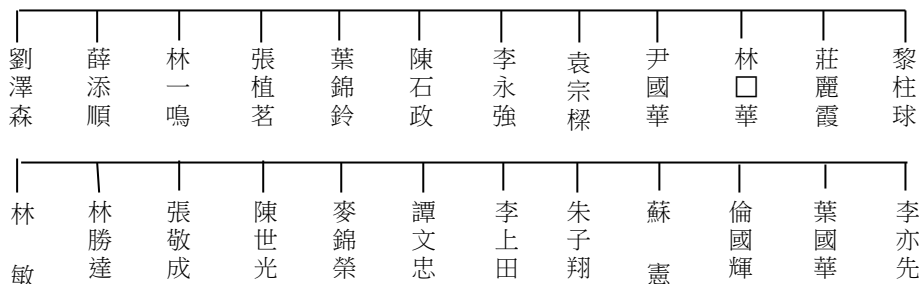 劉澤森
薛添順
林一鳴
張植茗
葉錦鈴
陳石政
李永強
袁宗樑
尹國華
林□華
莊麗霞
黎柱球
林敏
林勝達
張敬成
陳世光
麥錦榮
譚文忠
李上田
朱子翔
蘇憲
倫國輝
葉國華
李亦先